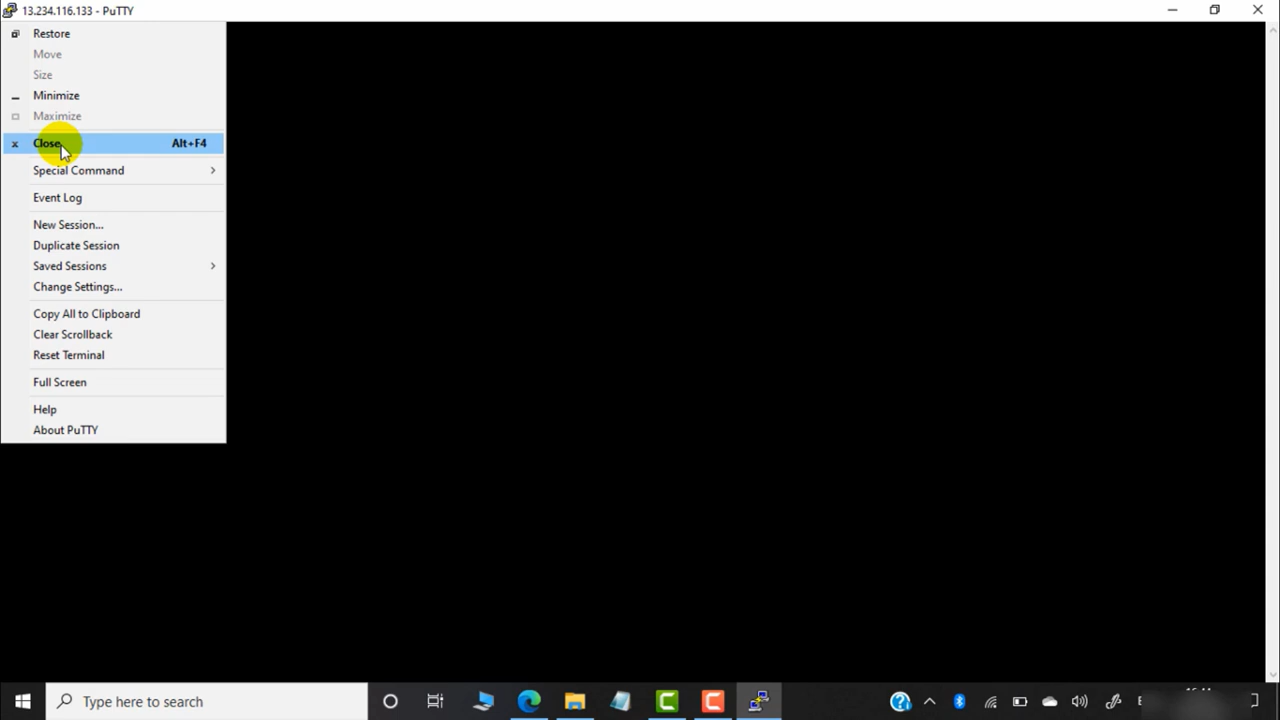 13.234.116.133 - PuTTY
Restore
Move
Size
Minimize
Maximize
Close Alt+F4
Special Command
Event Log
New Session...
Duplicate Session
Saved Sessions
Change Settings...
Copy All to Clipboard
Clear Scrollback
Reset Terminal
Full Screen
Help
About PuTTY
Type here to search